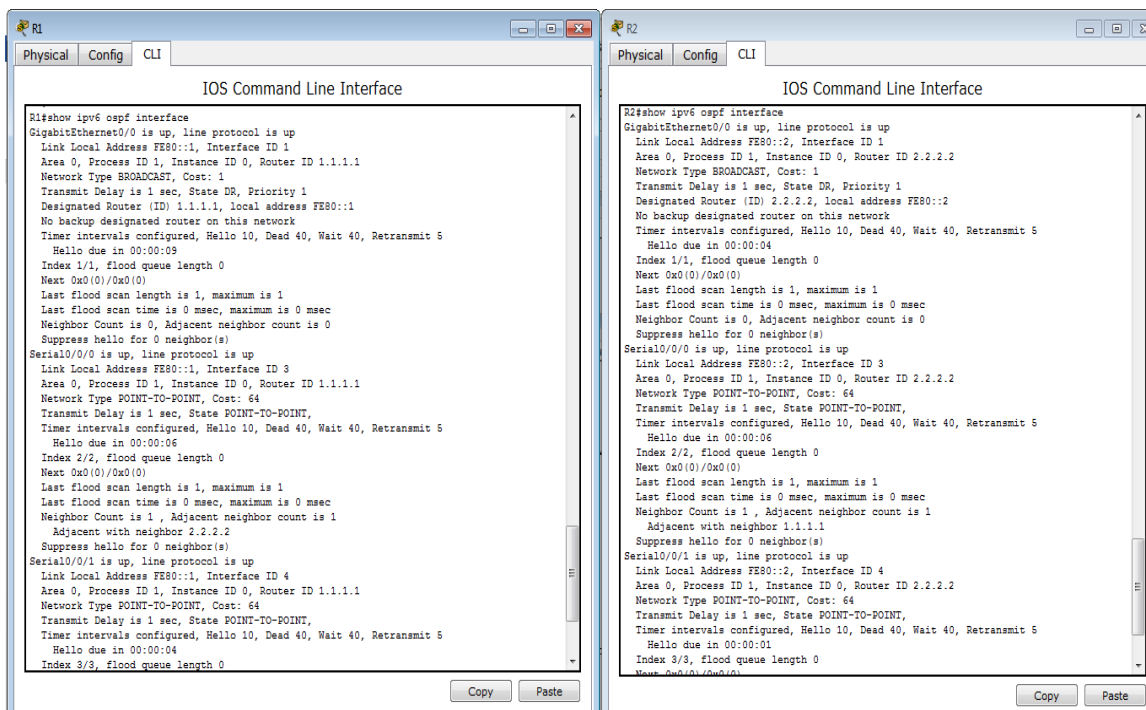 R1
Physical Config CLI
IOS Command Line Interface
R1#show ipv6 ospf interface
GigabitEthernet0/0 is up, line protocol is up
Link Local Address FE80::1, Interface ID 1
Area 0, Process ID 1, Instance ID 0, Router ID 1.1.1.1
Network Type BROADCAST, Cost: 1
Transmit Delay is 1 sec, State DR, Priority 1
Designated Router (ID) 1.1.1.1, local address FE80::1
No backup designated router on this network
Timer intervals configured, Hello 10, Dead 40, Wait 40, Retransmit 5
Hello due in 00:00:09
Index 1/1, flood queue length 0
Next 0x0(0)/0x0(0)
Last flood scan length is 1, maximum is 1
Last flood scan time is 0 msec, maximum is 0 msec
Neighbor Count is 0, Adjacent neighbor count is 0
Suppress hello for 0 neighbor(s)
Serial0/0/0 is up, line protocol is up
Link Local Address FE80::1, Interface ID 3
Area 0, Process ID 1, Instance ID 0, Router ID 1.1.1.1
Network Type POINT-TO-POINT, Cost: 64
Transmit Delay is 1 sec, State POINT-TO-POINT,
Timer intervals configured, Hello 10, Dead 40, Wait 40, Retransmit 5
Hello due in 00:00:06
Index 2/2, flood queue length 0
Next 0x0(0)/0x0(0)
Last flood scan length is 1, maximum is 1
Last flood scan time is 0 msec, maximum is 0 msec
Neighbor Count is 1 , Adjacent neighbor count is 1
Adjacent with neighbor 2.2.2.2
Suppress hello for 0 neighbor(s)
Serial0/0/1 is up, line protocol is up
Link Local Address FE80::1, Interface ID 4
Area 0, Process ID 1, Instance ID 0, Router ID 1.1.1.1
Network Type POINT-TO-POINT, Cost: 64
Transmit Delay is 1 sec, State POINT-TO-POINT,
Timer intervals configured, Hello 10, Dead 40, Wait 40, Retransmit 5
Hello due in 00:00:04
Index 3/3, flood queue length 0
Copy Paste
R2
Physical Config CLI
IOS Command Line Interface
R2#show ipv6 ospf interface
GigabitEthernet0/0 is up, line protocol is up
Link Local Address FE80::2, Interface ID 1
Area 0, Process ID 1, Instance ID 0, Router ID 2.2.2.2
Network Type BROADCAST, Cost: 1
Transmit Delay is 1 sec, State DR, Priority 1
Designated Router (ID) 2.2.2.2, local address FE80::2
No backup designated router on this network
Timer intervals configured, Hello 10, Dead 40, Wait 40, Retransmit 5
Hello due in 00:00:04
Index 1/1, flood queue length 0
Next 0x0(0)/0x0(0)
Last flood scan length is 1, maximum is 1
Last flood scan time is 0 msec, maximum is 0 msec
Neighbor Count is 0, Adjacent neighbor count is 0
Suppress hello for 0 neighbor(s)
Serial0/0/0 is up, line protocol is up
Link Local Address FE80::2, Interface ID 3
Area 0, Process ID 1, Instance ID 0, Router ID 2.2.2.2
Network Type POINT-TO-POINT, Cost: 64
Transmit Delay is 1 sec, State POINT-TO-POINT,
Timer intervals configured, Hello 10, Dead 40, Wait 40, Retransmit 5
Hello due in 00:00:06
Index 2/2, flood queue length 0
Next 0x0(0)/0x0(0)
Last flood scan length is 1, maximum is 1
Last flood scan time is 0 msec, maximum is 0 msec
Neighbor Count is 1 , Adjacent neighbor count is 1
Adjacent with neighbor 1.1.1.1
Suppress hello for 0 neighbor(s)
Serial0/0/1 is up, line protocol is up
Link Local Address FE80::2, Interface ID 4
Area 0, Process ID 1, Instance ID 0, Router ID 2.2.2.2
Network Type POINT-TO-POINT, Cost: 64
Transmit Delay is 1 sec, State POINT-TO-POINT,
Timer intervals configured, Hello 10, Dead 40, Wait 40, Retransmit 5
Hello due in 00:00:01
Index 3/3, flood queue length 0
Next 0x0(0)/0x0(0)
Copy Paste